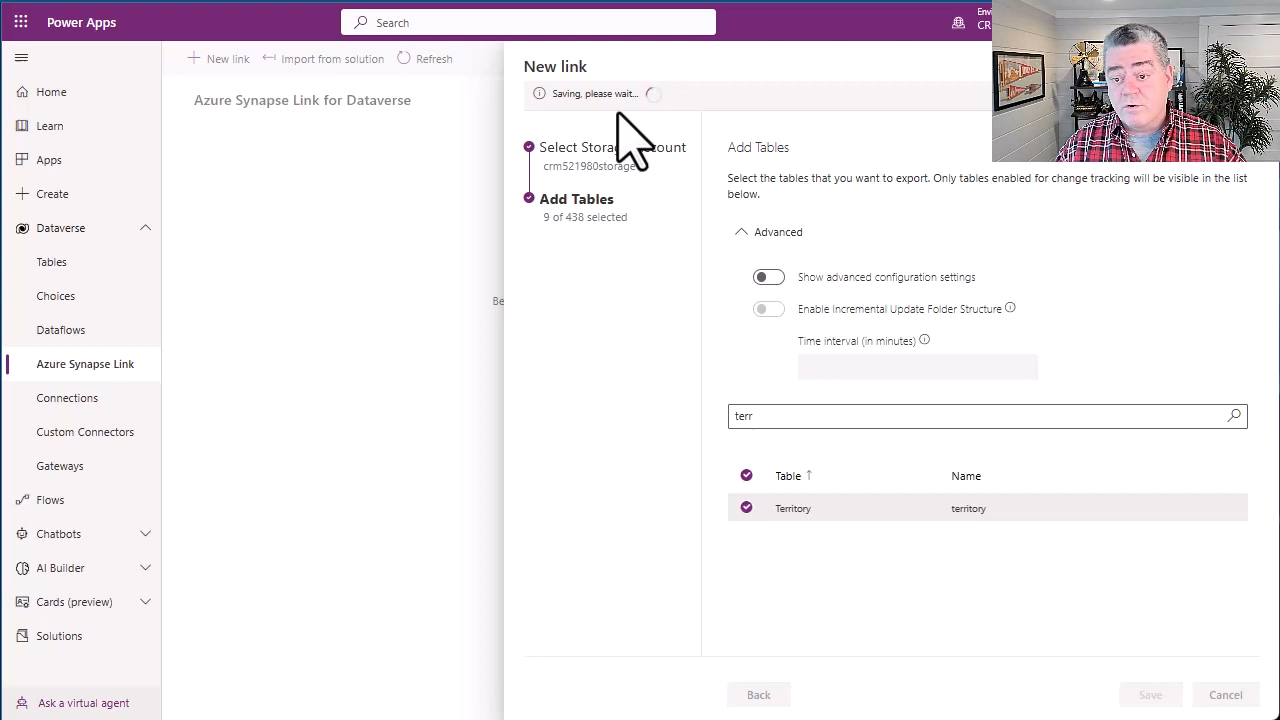 Power Apps
Search
Envi
CR
New link
Import from solution
Refresh
Azure Synapse Link for Dataverse
Be
Home
Learn
Apps
Create
Dataverse
Tables
Choices
Dataflows
Azure Synapse Link
Connections
Custom Connectors
Gateways
Flows
Chatbots
AI Builder
Cards (preview)
Solutions
Ask a virtual agent
New link
Saving, please wait...
Select Storage Account
crm521980storage
Add Tables
9 of 438 selected
Add Tables
Select the tables that you want to export. Only tables enabled for change tracking will be visible in the list
below.
Advanced
Show advanced configuration settings
Enable Incremental Update Folder Structure
Time interval (in minutes)
terr
Table ↑
Name
Territory
territory
Back
Save
Cancel